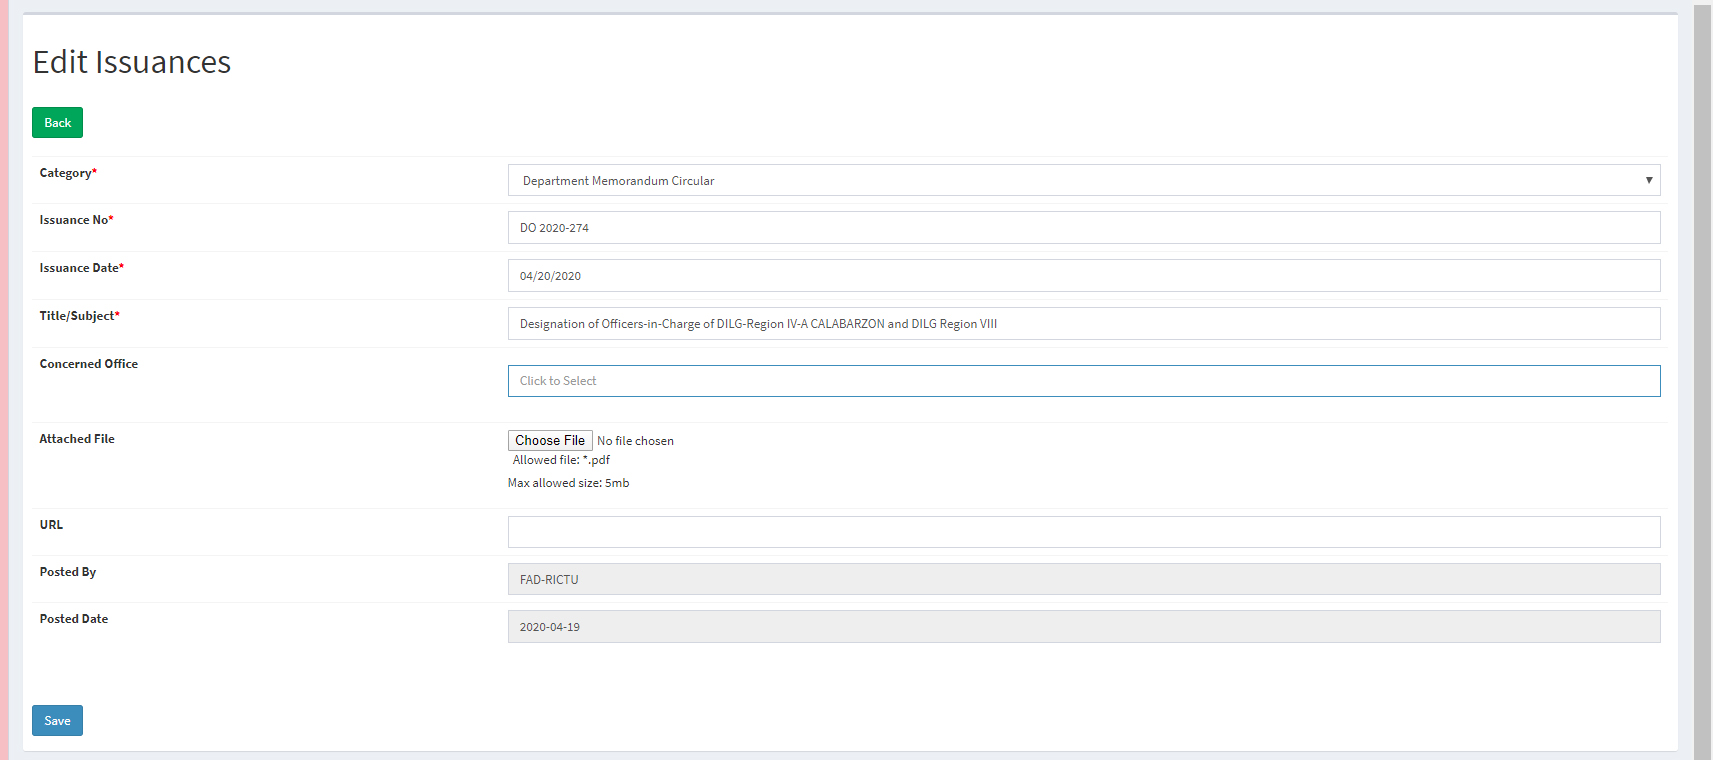 Edit Issuances
Back
Category*
Department Memorandum Circular
Issuance No*
DO 2020-274
Issuance Date*
04/20/2020
Title/Subject*
Designation of Officers-in-Charge of DILG-Region IV-A CALABARZON and DILG Region VIII
Concerned Office
Click to Select
Attached File
Choose File No file chosen
Allowed file: *.pdf
Max allowed size: 5mb
URL
Posted By
FAD-RICTU
Posted Date
2020-04-19
Save